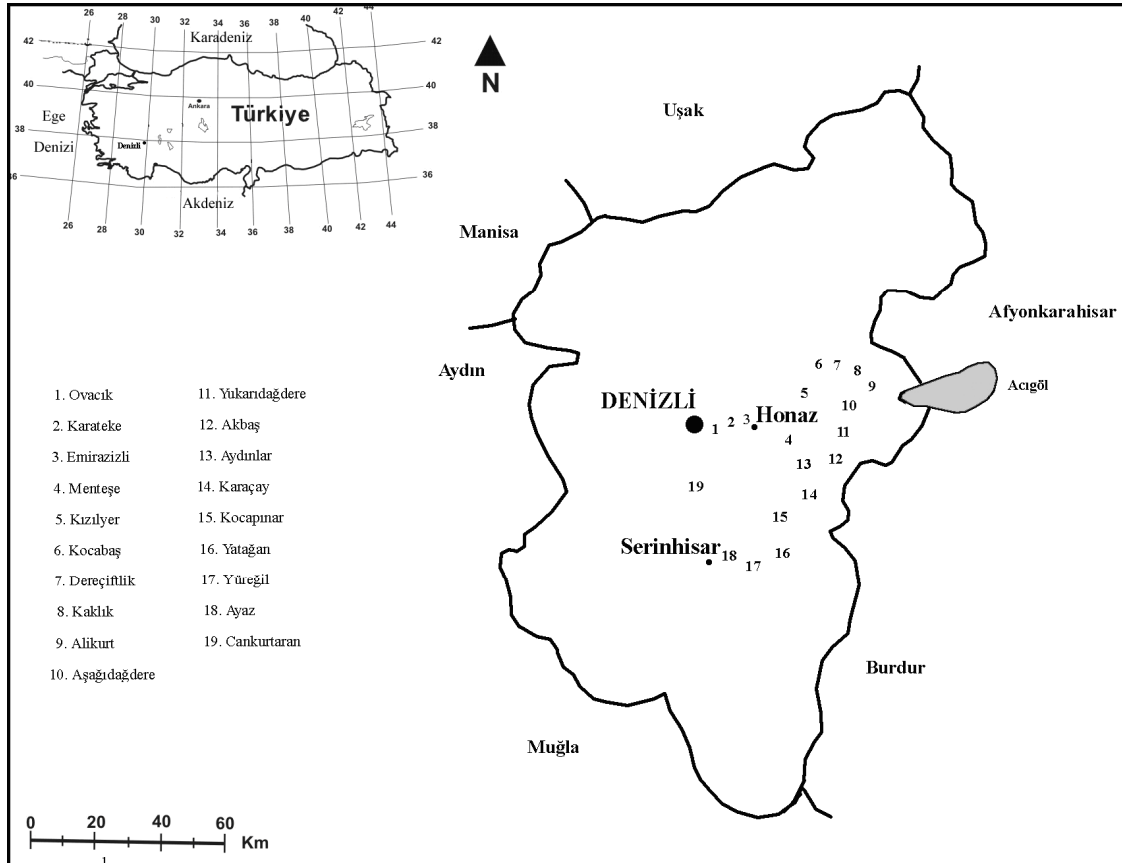 26 28 30 32 34 36 38 40 42 44
Karadeniz
42 42
40 40
Ankara
Türkiye
Ege
Denizi
38 38
Denizli
36 36
Akdeniz
26 28 30 32 34 36 38 40 42 44
N
Uşak
Manisa
Afyonkarahisar
Aydın
Acıgöl
DENİZLİ
Honaz
Serinhisar
Burdur
Muğla
6 7 8
9
5
10
1 2 3
4
11
12
13
14
19
15
16
18 17
1. Ovacık
2. Karateke
3. Emirazizli
4. Menteşe
5. Kızılyer
6. Kocabaş
7. Dereçiftlik
8. Kaklık
9. Alikurt
10. Aşağıdağdere
11. Yukarıdağdere
12. Akbaş
13. Aydınlar
14. Karaçay
15. Kocapınar
16. Yatağan
17. Yüreğil
18. Ayaz
19. Cankurtaran
0 20 40 60
Km
1